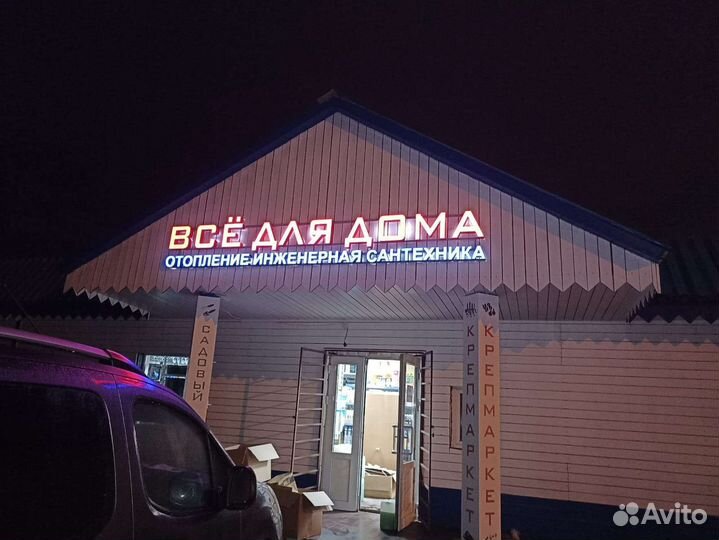 ВСЁ ДЛЯ ДОМА
ОТОПЛЕНИЕ·ИНЖЕНЕРНАЯ САНТЕХНИКА
САДОВЫЙ
КРЕПМАРКЕТ
КРЕПМАРКЕТ
Avito